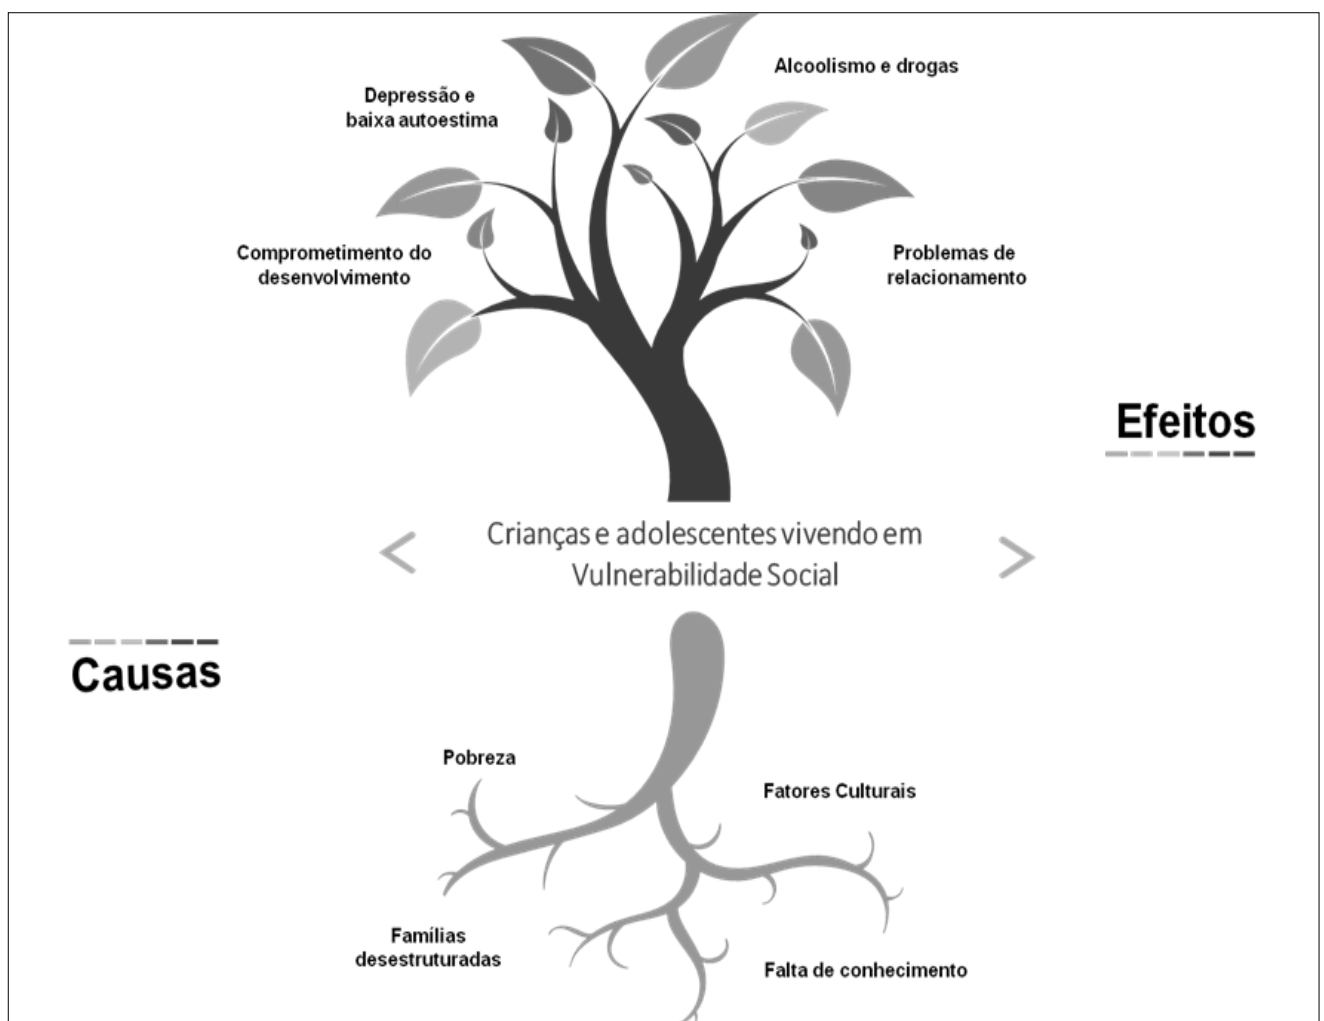 Alcoolismo e drogas
Depressão e
baixa autoestima
Comprometimento do
desenvolvimento
Problemas de
relacionamento
Efeitos
Crianças e adolescentes vivendo em
Vulnerabilidade Social
Causas
Pobreza
Fatores Culturais
Famílias
desestruturadas
Falta de conhecimento